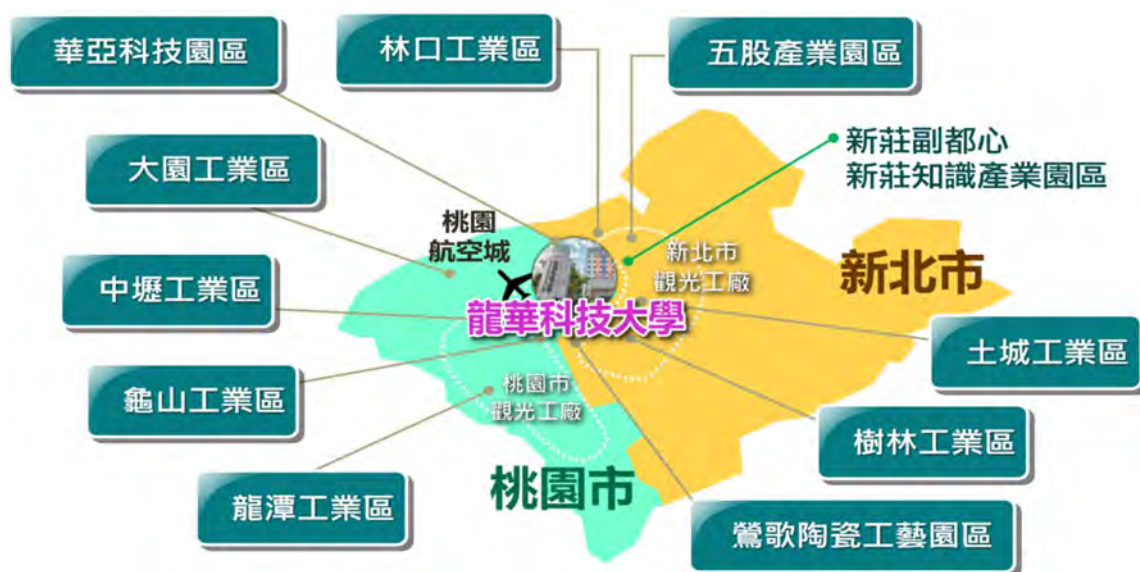 華亞科技園區
林口工業區
五股產業園區
大園工業區
新莊副都心
新莊知識產業園區
桃園
航空城
新北市
觀光工廠
新北市
中壢工業區
龍華科技大學
土城工業區
龜山工業區
桃園市
觀光工廠
樹林工業區
龍潭工業區
桃園市
鶯歌陶瓷工藝園區